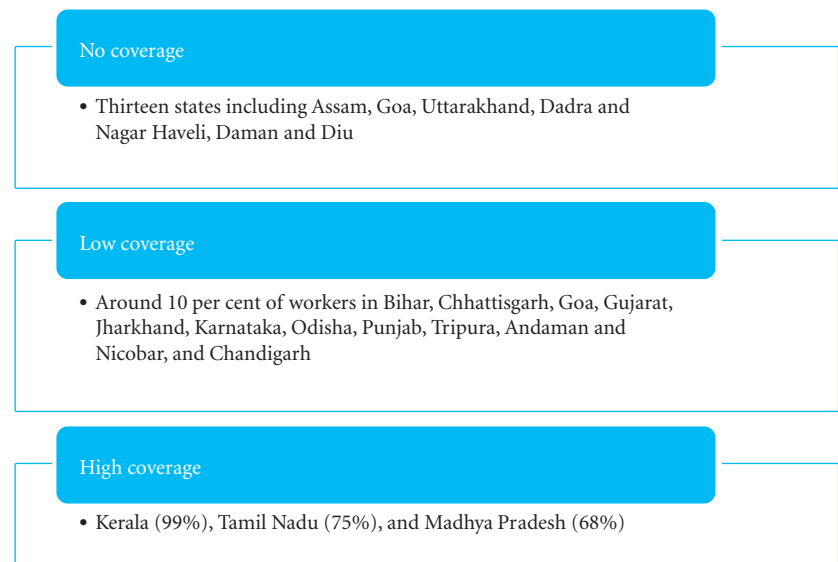 No coverage
• Thirteen states including Assam, Goa, Uttarakhand, Dadra and
Nagar Haveli, Daman and Diu
Low coverage
• Around 10 per cent of workers in Bihar, Chhattisgarh, Goa, Gujarat,
Jharkhand, Karnataka, Odisha, Punjab, Tripura, Andaman and
Nicobar, and Chandigarh
High coverage
• Kerala (99%), Tamil Nadu (75%), and Madhya Pradesh (68%)